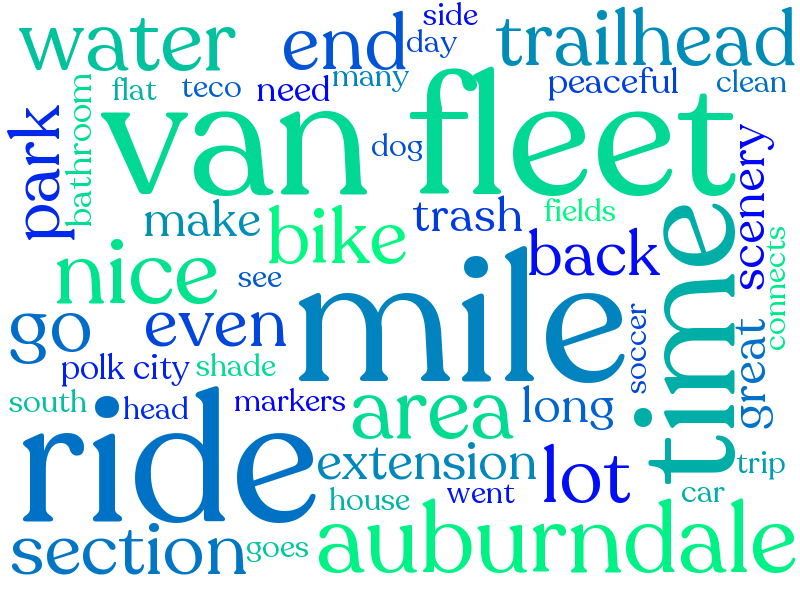 side
water
end
day
trailhead
flat
teco
need
many
peaceful
clean
park
bathroom
van fleet
dog
scenery
make
bike
trash
fields
nice
see
back
time
connects
go
even
mile
soccer
great
polk city
shade
south
head
markers
area
long
ride
extension
lot
trip
house
went
car
section
goes
auburndale